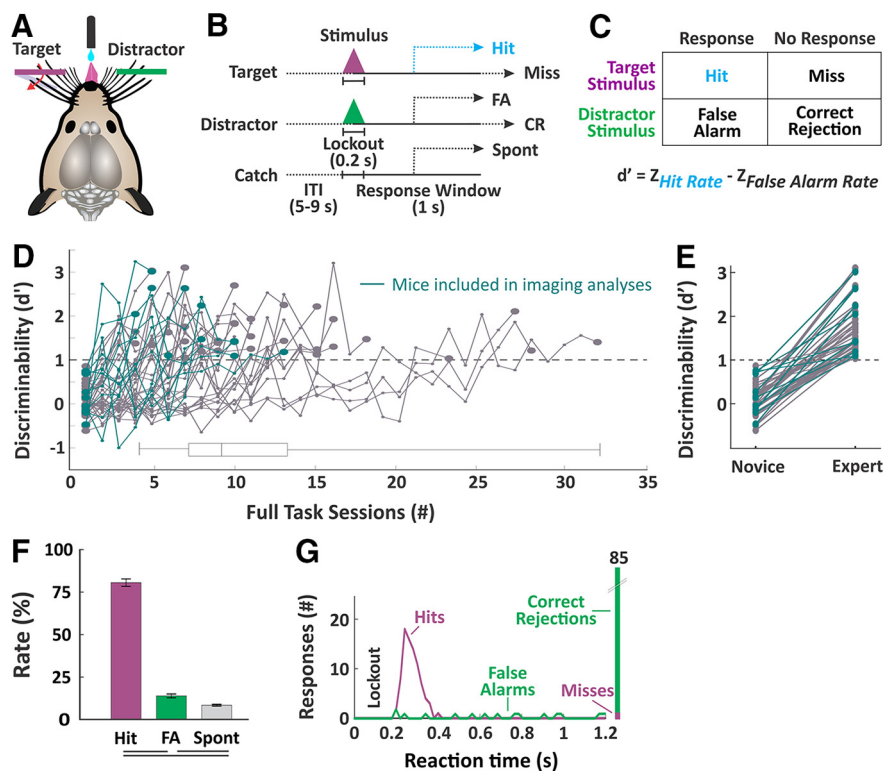 A
Target
Distractor
B
Stimulus
Hit
Target
Miss
FA
Distractor
CR
Lockout
(0.2 s)
Spont
Catch
ITI
(5-9 s)
Response Window
(1 s)
C
Response
No Response
Target
Stimulus
Hit
Miss
Distractor
Stimulus
False
Alarm
Correct
Rejection
d' = ZHit Rate - ZFalse Alarm Rate
D
Discriminability (d')
3
2
1
0
-1
Mice included in imaging analyses
0
5
10
15
20
25
30
35
Full Task Sessions (#)
E
Discriminability (d')
3
2
1
0
Novice
Expert
F
Rate (%)
100
75
50
25
0
Hit
FA
Spont
G
Responses (#)
20
10
0
Lockout
Hits
False
Alarms
Correct
Rejections
Misses
85
0
0.2
0.4
0.6
0.8
1
1.2
Reaction time (s)